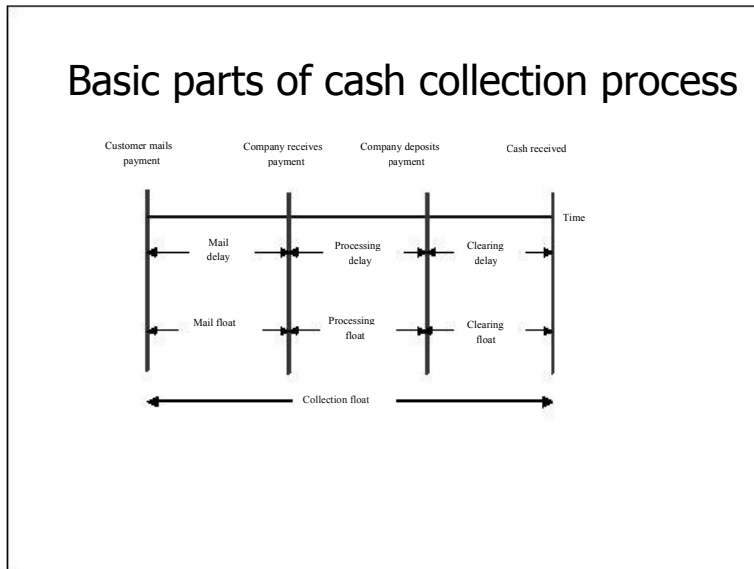 Basic parts of cash collection process
Customer mails
payment
Company receives
payment
Company deposits
payment
Cash received
Time
Mail
delay
Processing
delay
Clearing
delay
Mail float
Processing
float
Clearing
float
Collection float